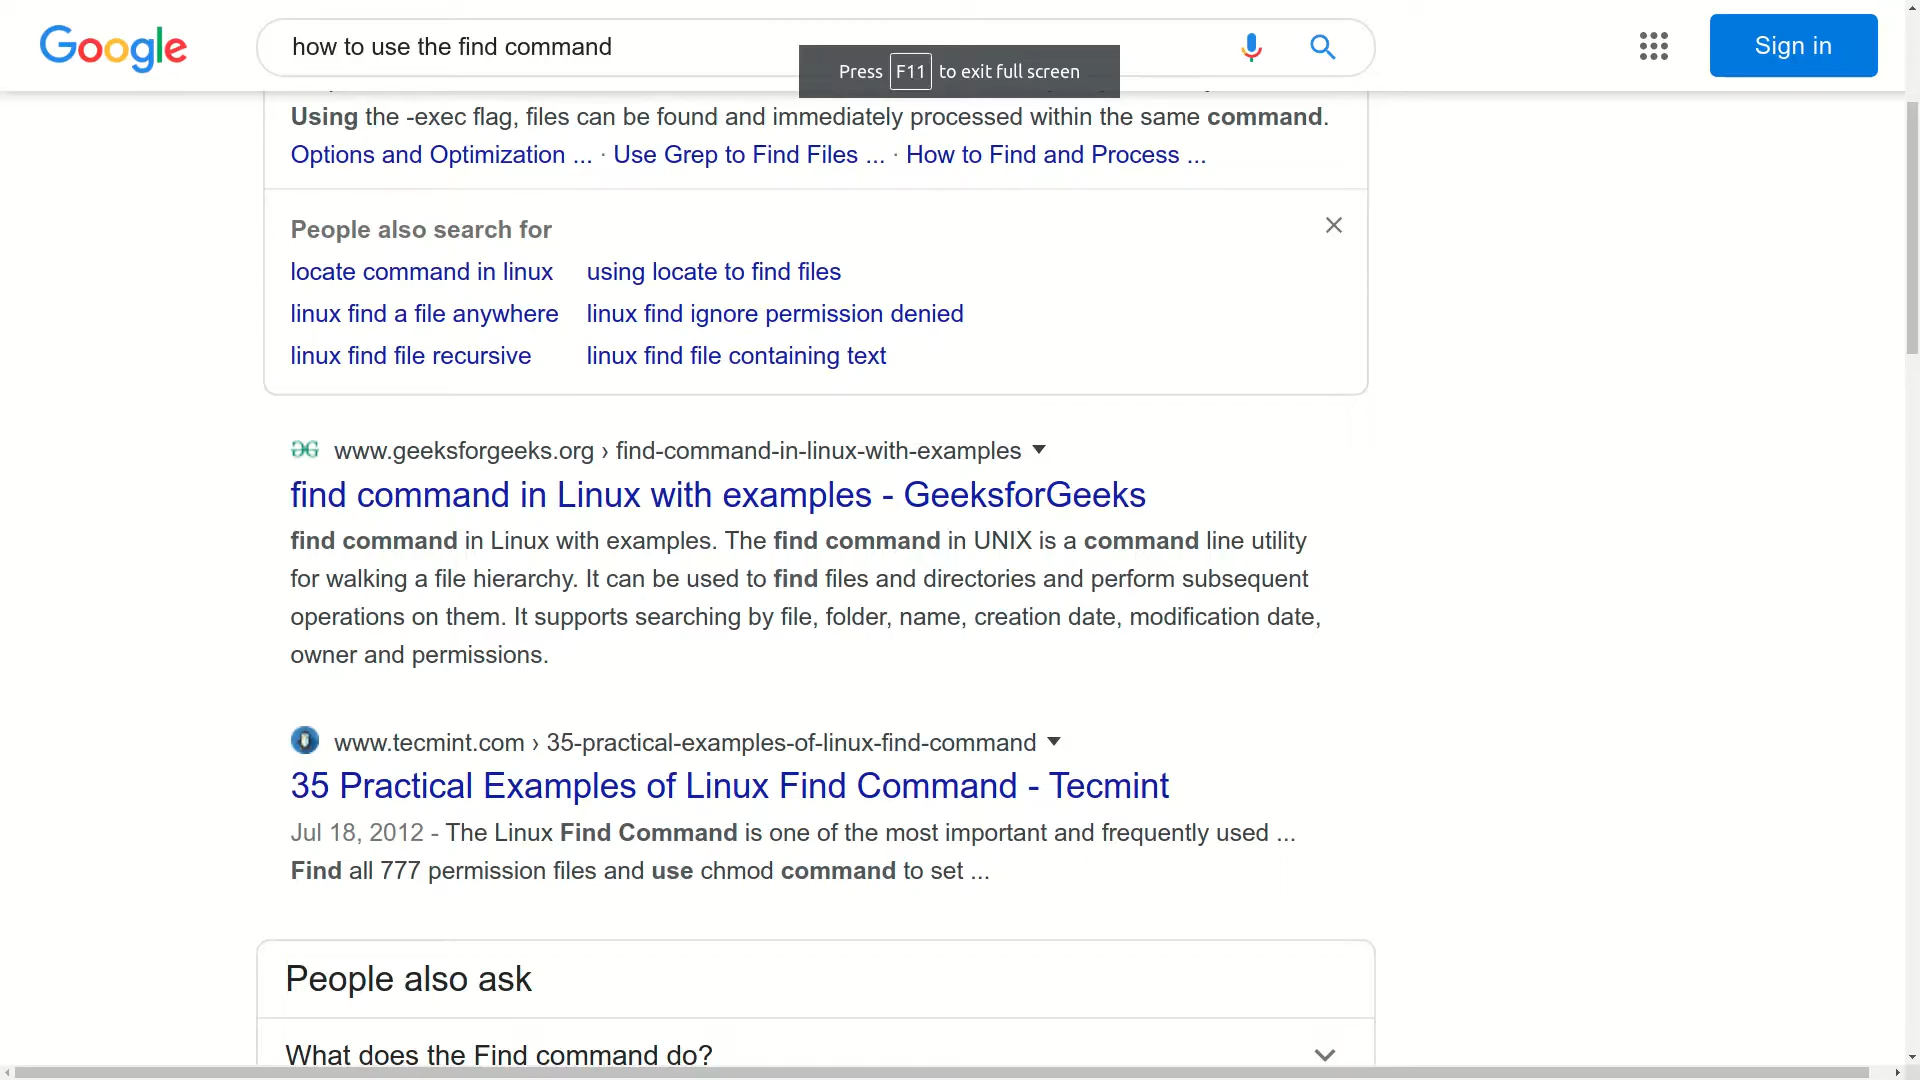 Google
how to use the find command
Sign in
Press F11 to exit full screen
Using the -exec flag, files can be found and immediately processed within the same command.
Options and Optimization ... · Use Grep to Find Files ... · How to Find and Process ...
People also search for
locate command in linux
using locate to find files
linux find a file anywhere
linux find ignore permission denied
linux find file recursive
linux find file containing text
www.geeksforgeeks.org › find-command-in-linux-with-examples
find command in Linux with examples - GeeksforGeeks
find command in Linux with examples. The find command in UNIX is a command line utility
for walking a file hierarchy. It can be used to find files and directories and perform subsequent
operations on them. It supports searching by file, folder, name, creation date, modification date,
owner and permissions.
www.tecmint.com › 35-practical-examples-of-linux-find-command
35 Practical Examples of Linux Find Command - Tecmint
Jul 18, 2012 - The Linux Find Command is one of the most important and frequently used ...
Find all 777 permission files and use chmod command to set ...
People also ask
What does the Find command do?